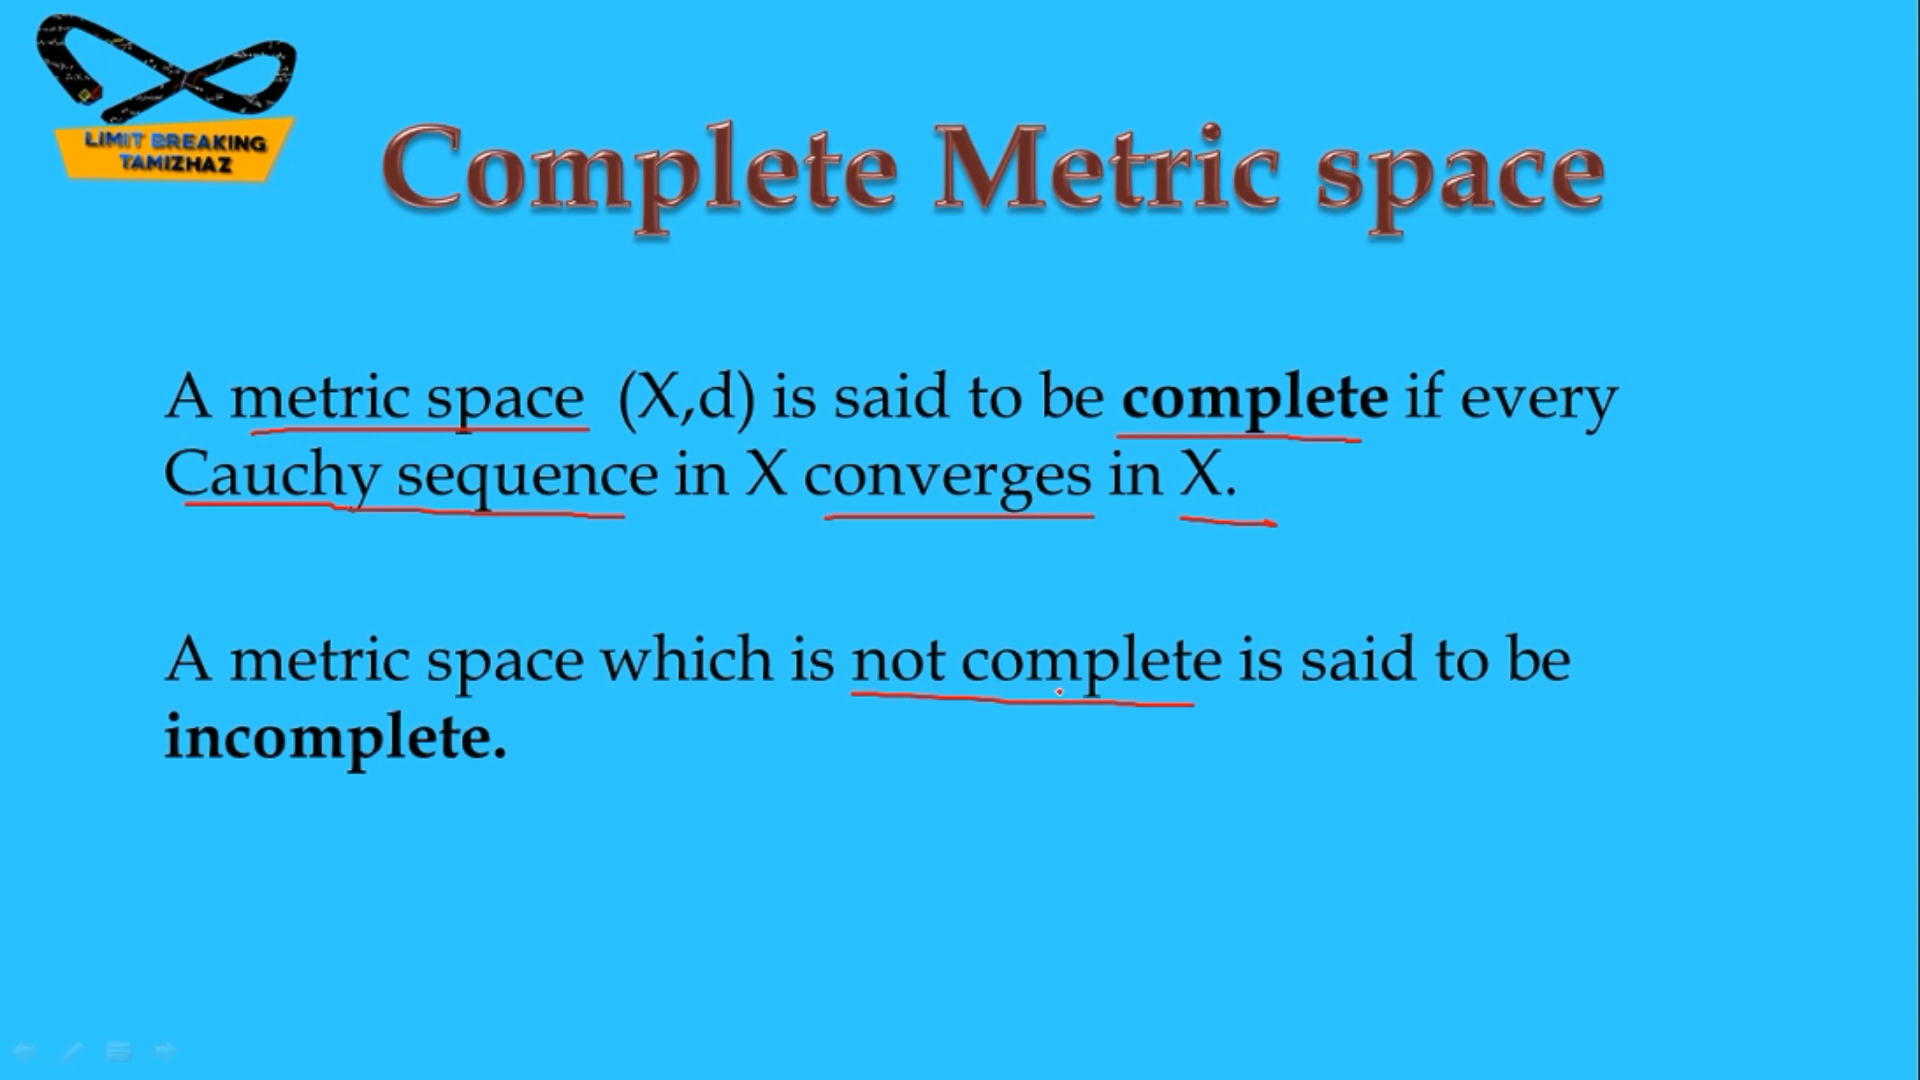 LIMIT BREAKING
TAMIZHAZ
Complete Metric space
A metric space (X,d) is said to be complete if every
Cauchy sequence in X converges in X.
A metric space which is not complete is said to be
incomplete.